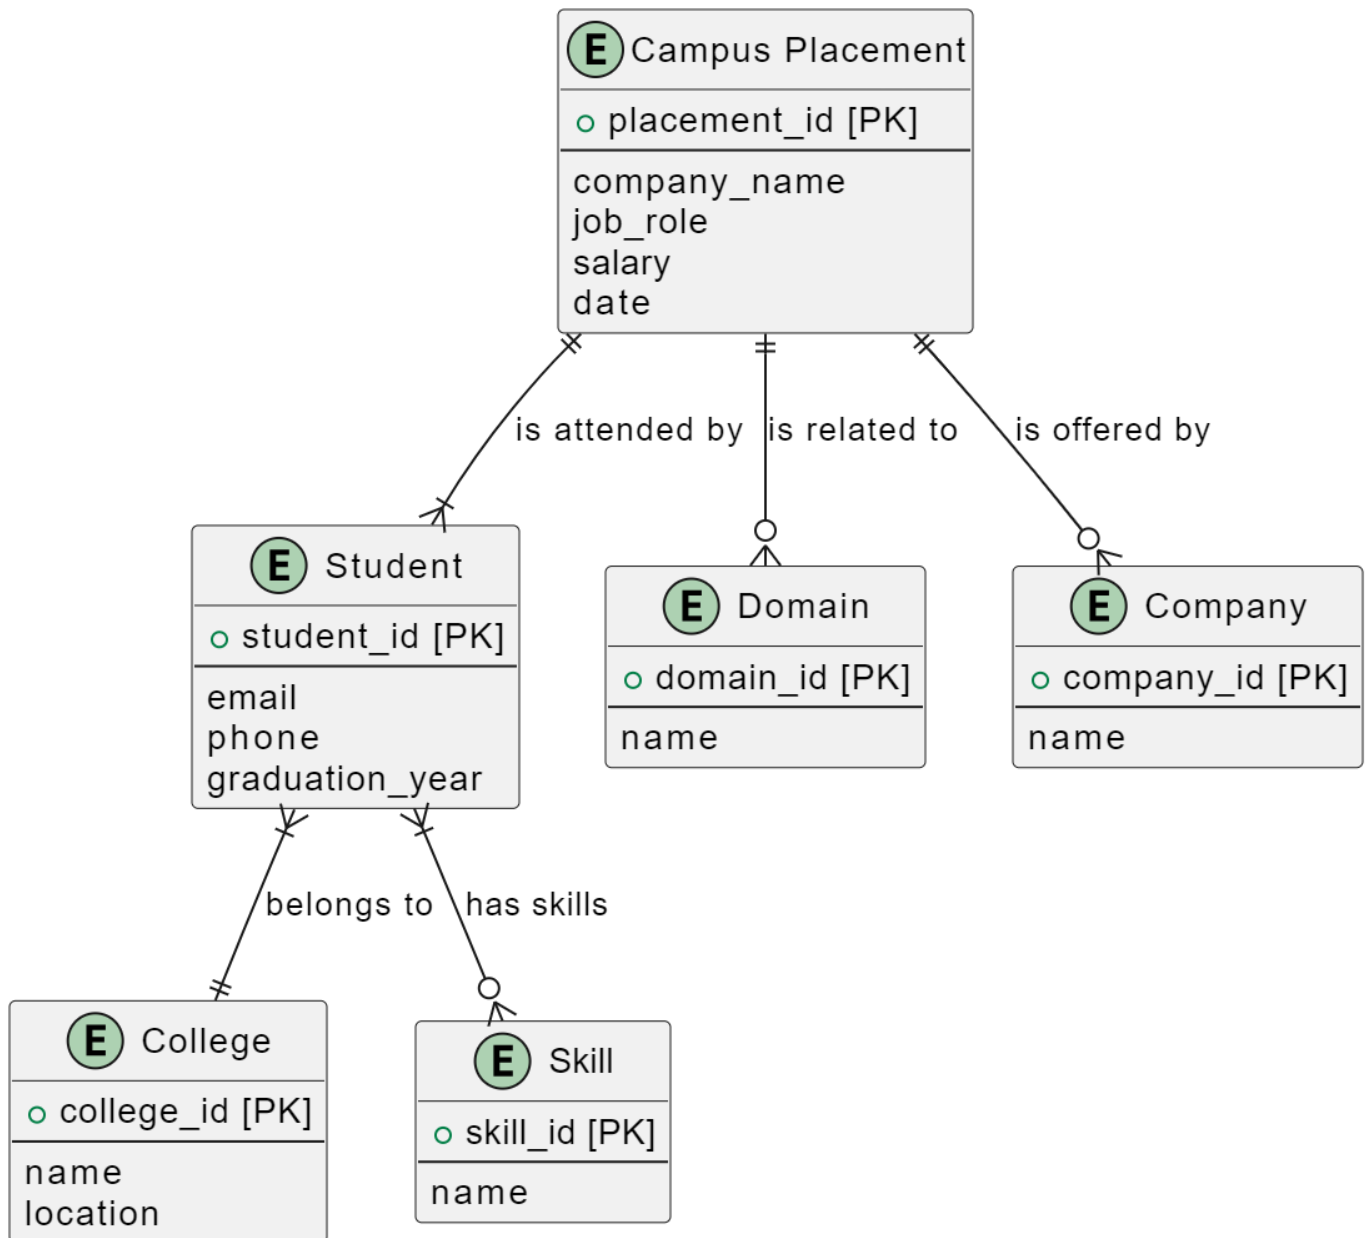 E Campus Placement
placement_id [PK]
company_name
job_role
salary
date
is attended by
is related to
is offered by
E Student
student_id [PK]
email
phone
graduation_year
E Domain
domain_id [PK]
name
E Company
company_id [PK]
name
belongs to
has skills
E College
college_id [PK]
name
location
E Skill
skill_id [PK]
name